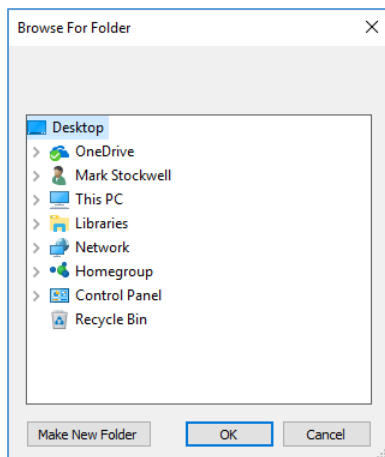 Browse For Folder
Desktop
OneDrive
Mark Stockwell
This PC
Libraries
Network
Homegroup
Control Panel
Recycle Bin
Make New Folder
OK
Cancel